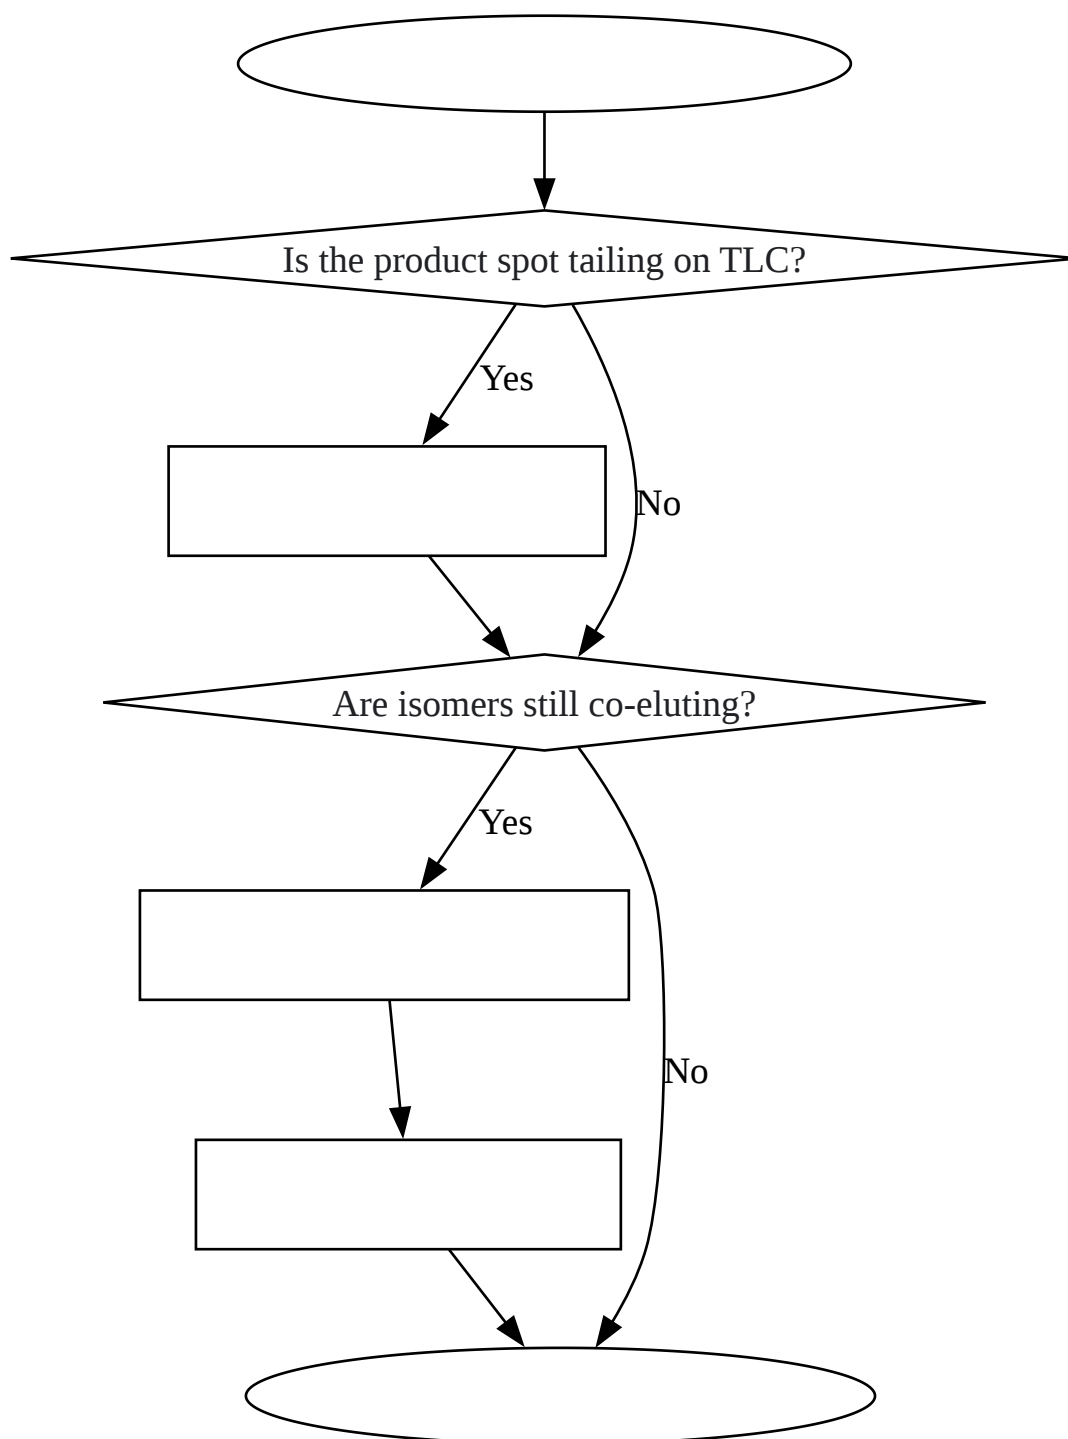 Is the product spot tailing on TLC?
Yes
No
Are isomers still co-eluting?
Yes
No